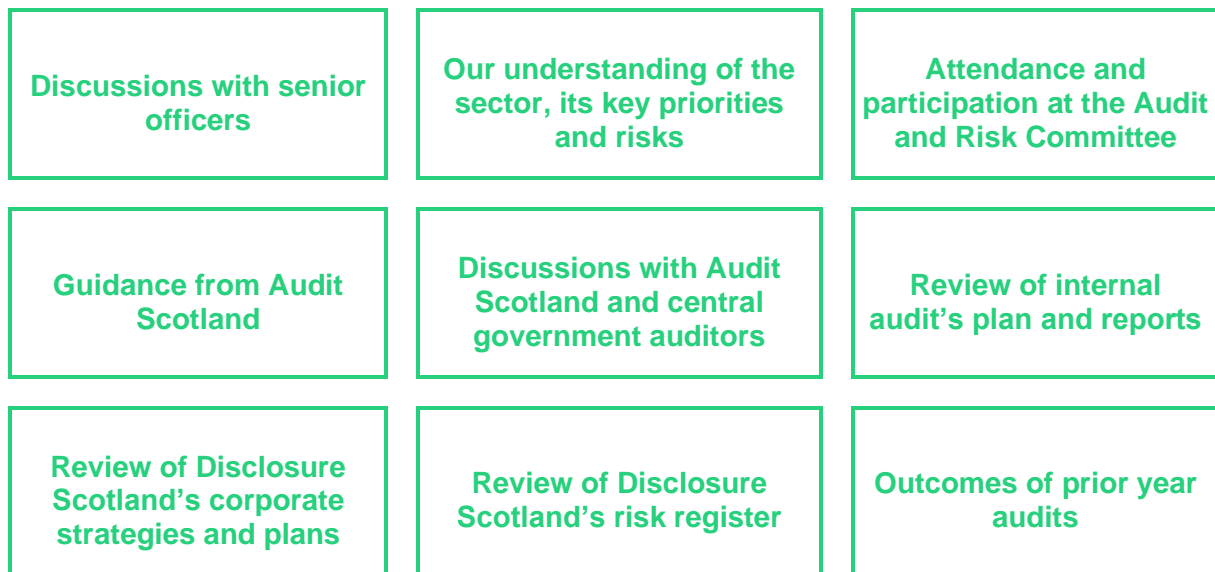 Discussions with senior
officers
Our understanding of the
sector, its key priorities
and risks
Attendance and
participation at the Audit
and Risk Committee
Guidance from Audit
Scotland
Discussions with Audit
Scotland and central
government auditors
Review of internal
audit’s plan and reports
Review of Disclosure
Scotland’s corporate
strategies and plans
Review of Disclosure
Scotland’s risk register
Outcomes of prior year
audits